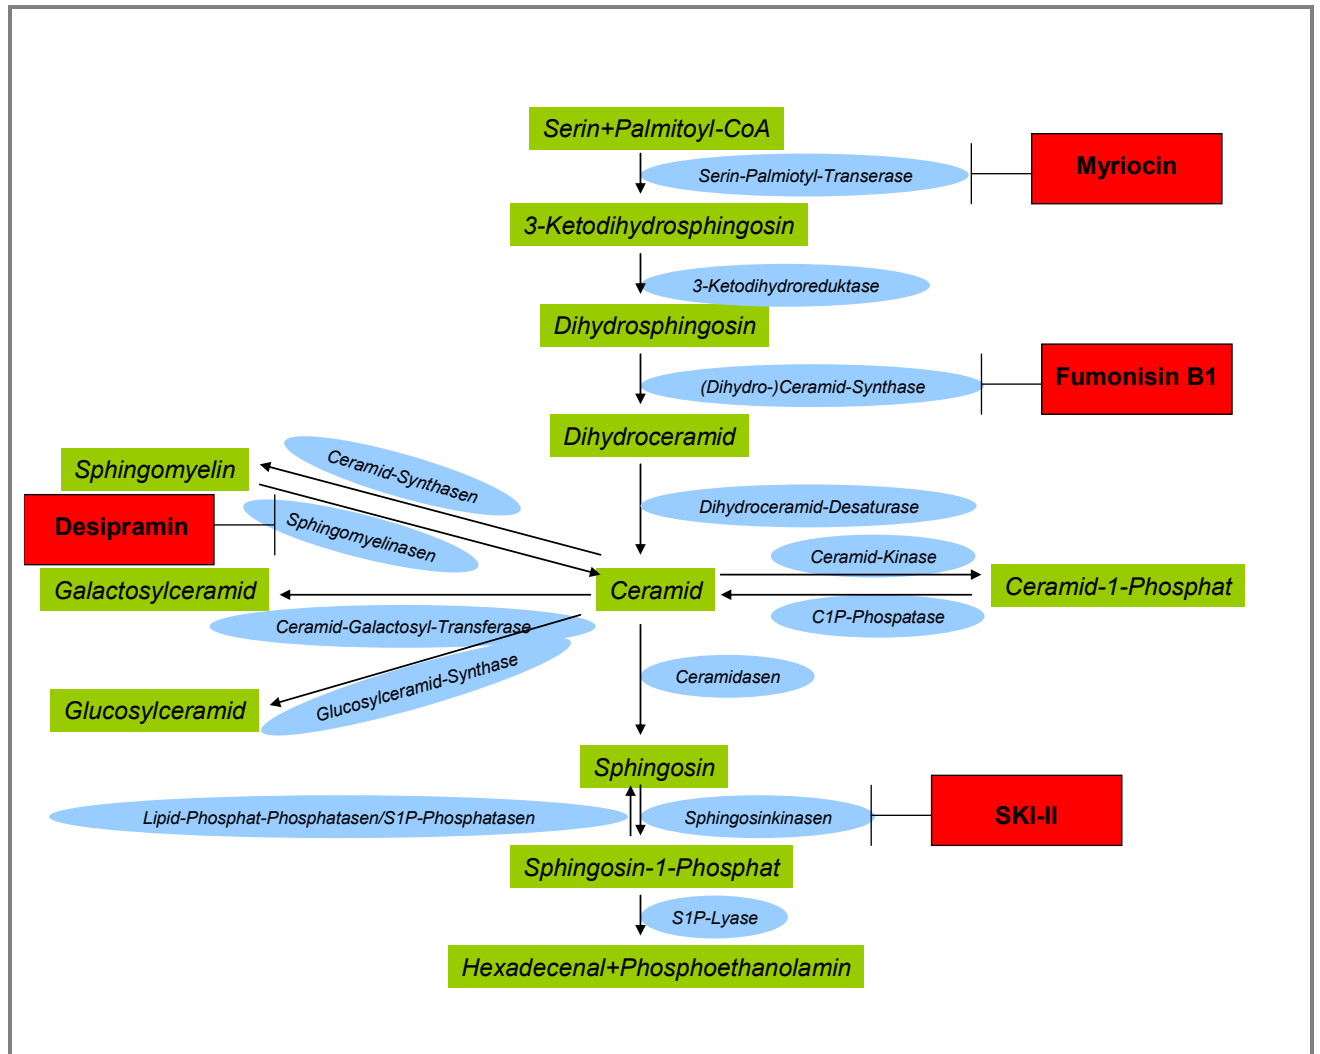 Serin+Palmitoyl-CoA
Serin-Palmiotyl-Transerase
Myriocin
3-Ketodihydrosphingosin
3-Ketodihydroreduktase
Dihydrosphingosin
(Dihydro-)Ceramid-Synthase
Fumonisin B1
Dihydroceramid
Sphingomyelin
Ceramid-Synthasen
Desipramin
Sphingomyelinasen
Dihydroceramid-Desaturase
Ceramid-Kinase
Galactosylceramid
Ceramid
Ceramid-1-Phosphat
Ceramid-Galactosyl-Transferase
C1P-Phospatase
Glucosylceramid-Synthase
Ceramidasen
Glucosylceramid
Sphingosin
Lipid-Phosphat-Phosphatasen/S1P-Phosphatasen
Sphingosinkinasen
SKI-II
Sphingosin-1-Phosphat
S1P-Lyase
Hexadecenal+Phosphoethanolamin